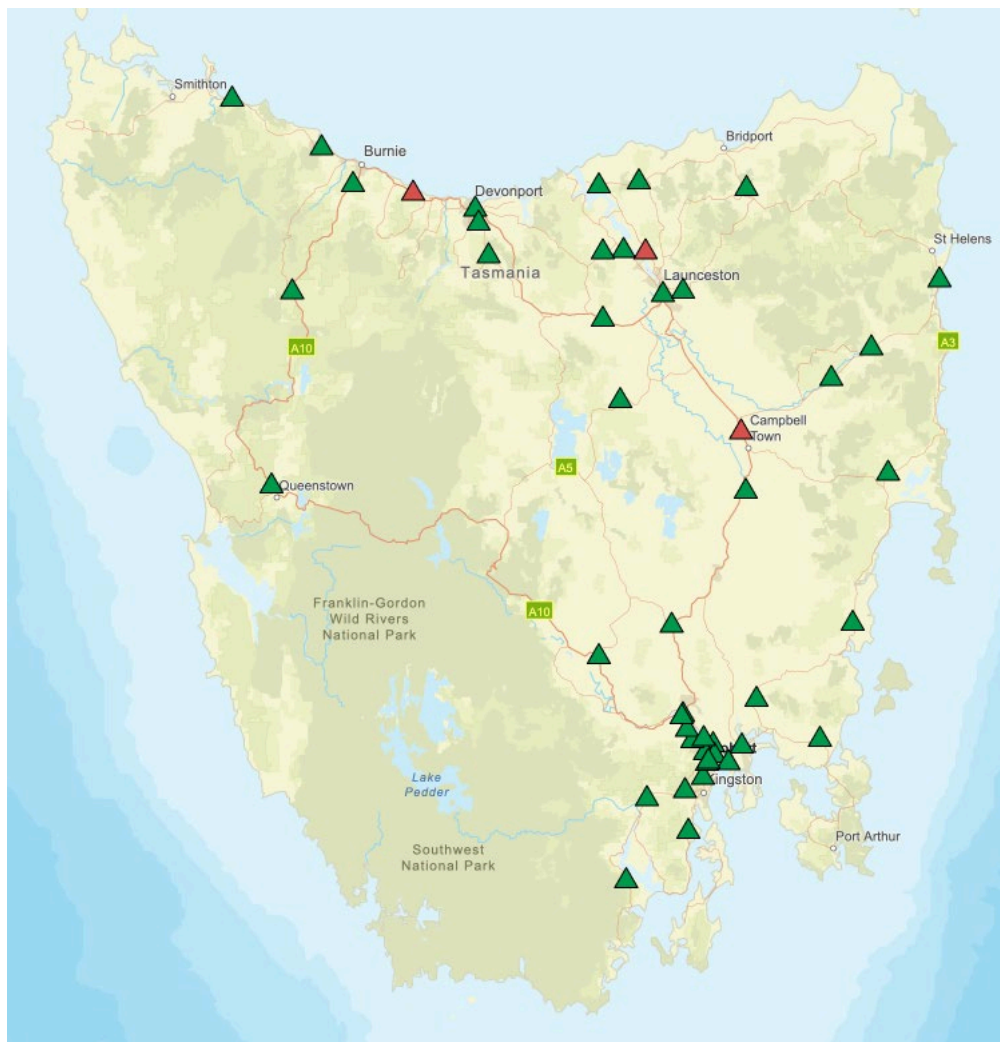 Smithton
Burnie
Bridport
Devonport
St Helens
Tasmania
Launceston
A10
A3
Campbell
Town
A5
Queenstown
Franklin-Gordon
Wild Rivers
National Park
A10
Lake
Pedder
Kingston
Southwest
National Park
Port Arthur